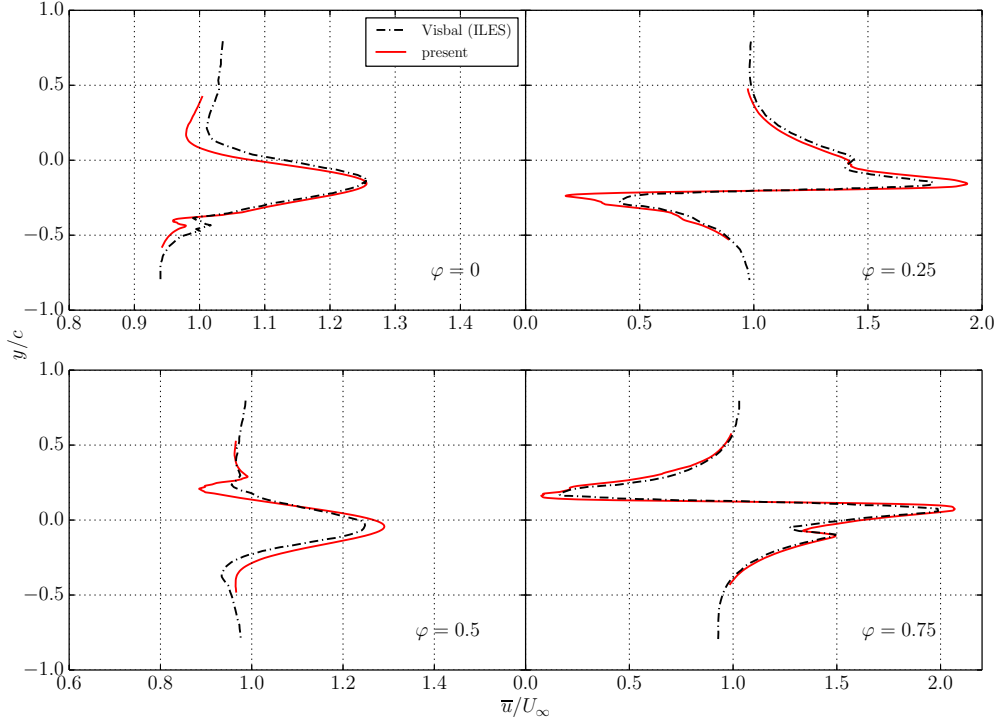 1.0
0.5
0.0
−0.5
−1.0
0.8 0.9 1.0 1.1 1.2 1.3 1.4
Visbal (ILES)
present
φ = 0
0.0 0.5 1.0 1.5 2.0
φ = 0.25
y/c
1.0
0.5
0.0
−0.5
−1.0
0.6 0.8 1.0 1.2 1.4
φ = 0.5
0.0 0.5 1.0 1.5 2.0
φ = 0.75
u̅/U∞